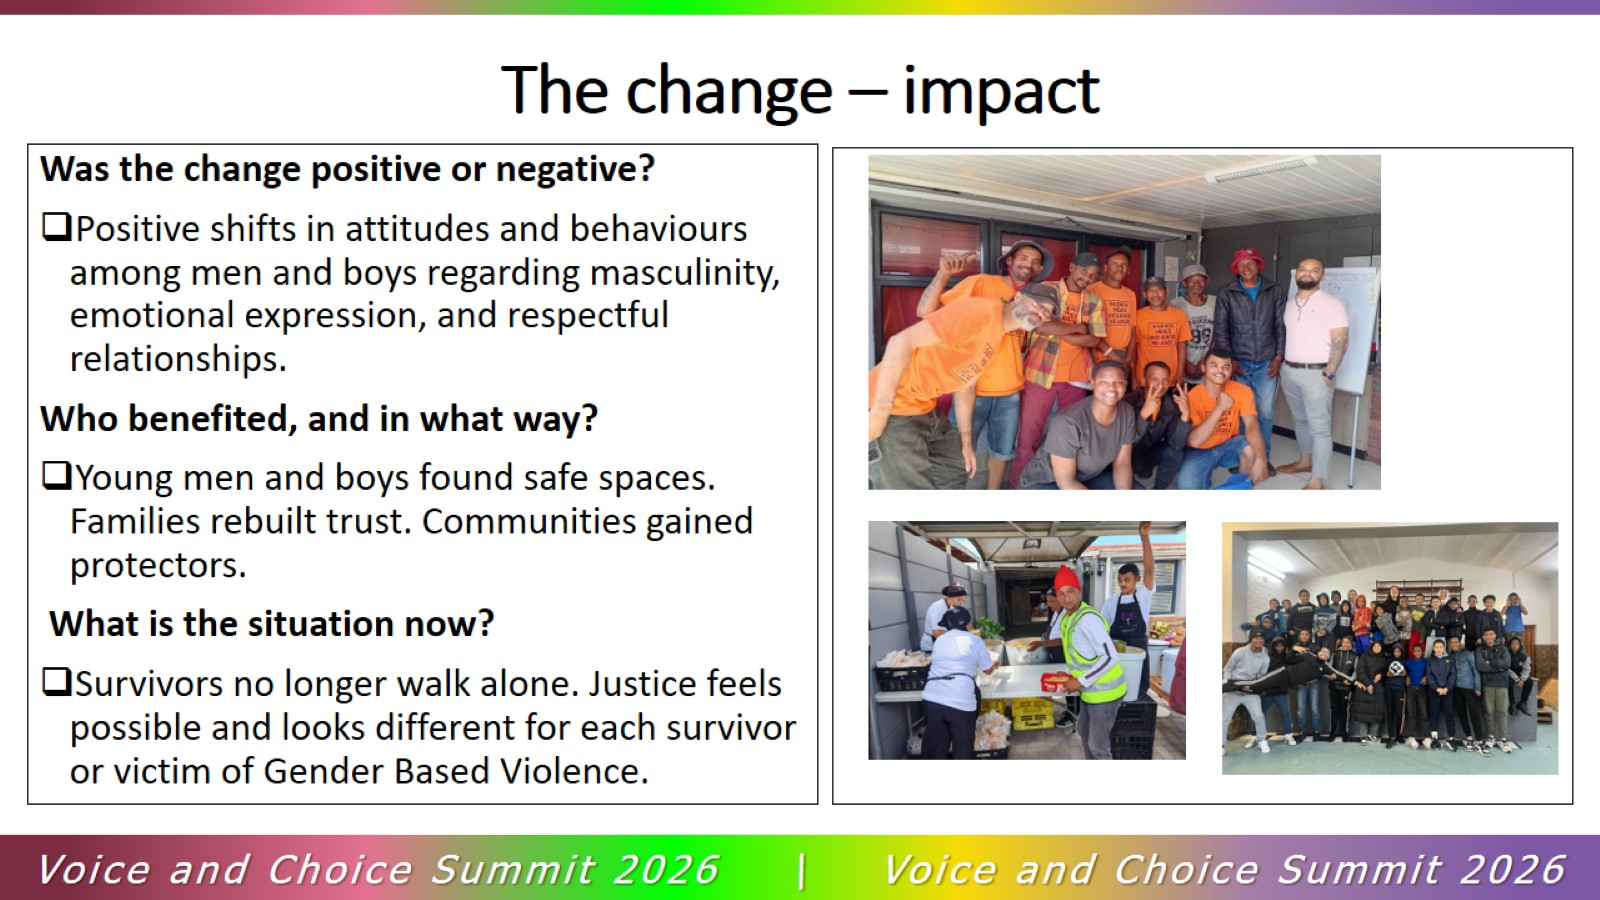 The change – impact
Was the change positive or negative?
❑Positive shifts in attitudes and behaviours
among men and boys regarding masculinity,
emotional expression, and respectful
relationships.
Who benefited, and in what way?
❑Young men and boys found safe spaces.
Families rebuilt trust. Communities gained
protectors.
What is the situation now?
❑Survivors no longer walk alone. Justice feels
possible and looks different for each survivor
or victim of Gender Based Violence.
Voice and Choice Summit 2026 | Voice and Choice Summit 2026